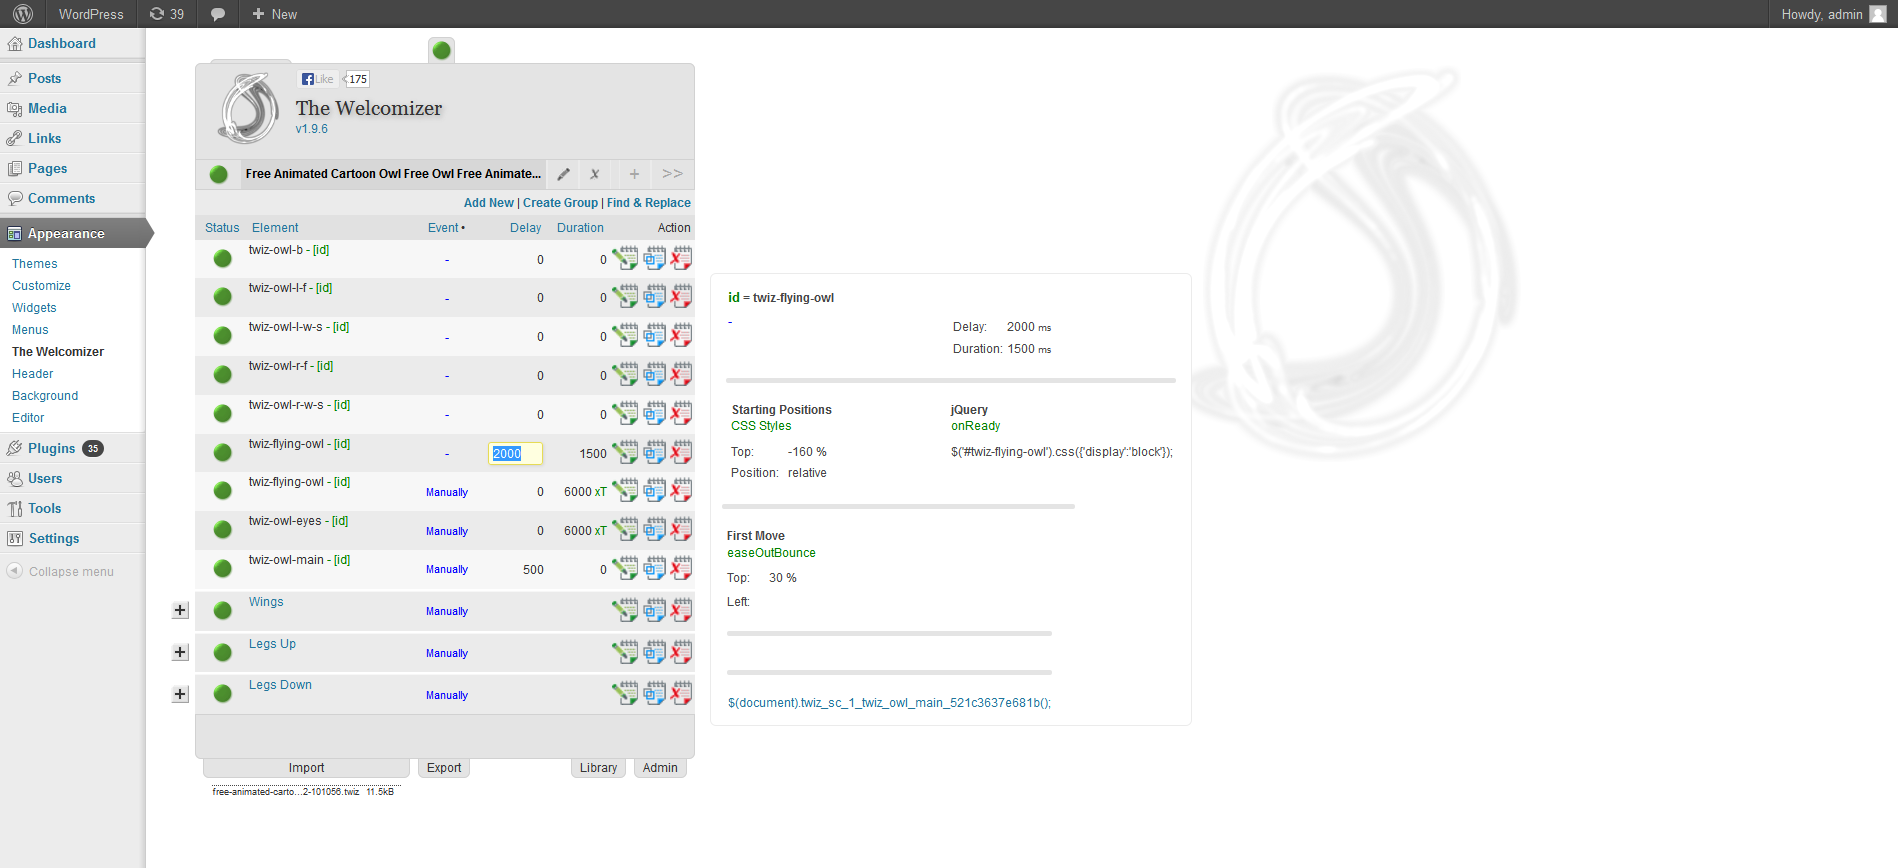 WordPress 39 + New Howdy, admin
Dashboard
Posts
Media
Links
Pages
Comments
Appearance
Themes
Customize
Widgets
Menus
The Welcomizer
Header
Background
Editor
Plugins 35
Users
Tools
Settings
Collapse menu
Like 175
The Welcomizer
v1.9.6
Free Animated Cartoon Owl Free Owl Free Animate... x + >>
Add New | Create Group | Find & Replace
Status Element Event • Delay Duration Action
twiz-owl-b - [id] - 0 0
twiz-owl-l-f - [id] - 0 0
twiz-owl-l-w-s - [id] - 0 0
twiz-owl-r-f - [id] - 0 0
twiz-owl-r-w-s - [id] - 0 0
twiz-flying-owl - [id] - 2000 1500
twiz-flying-owl - [id] Manually 0 6000 xT
twiz-owl-eyes - [id] Manually 0 6000 xT
twiz-owl-main - [id] Manually 500 0
+ Wings Manually
+ Legs Up Manually
+ Legs Down Manually
Import Export Library Admin
free-animated-carto...2-101056.twiz 11.5kB
id = twiz-flying-owl
-
Delay: 2000 ms
Duration: 1500 ms
Starting Positions
CSS Styles
Top: -160 %
Position: relative
jQuery
onReady
$('#twiz-flying-owl').css({'display':'block'});
First Move
easeOutBounce
Top: 30 %
Left:
$(document).twiz_sc_1_twiz_owl_main_521c3637e681b();